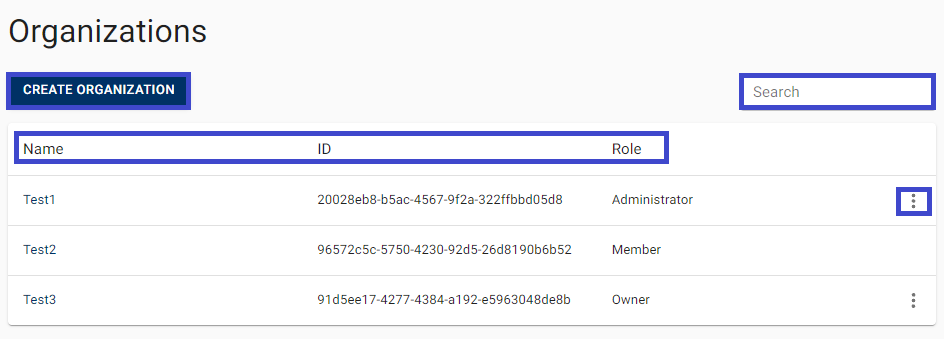 Organizations
CREATE ORGANIZATION Search
Name ID Role
Test1 20028eb8-b5ac-4567-9f2a-322ffbbd05d8 Administrator
Test2 96572c5c-5750-4230-92d5-26d8190b6b52 Member
Test3 91d5ee17-4277-4384-a192-e5963048de8b Owner